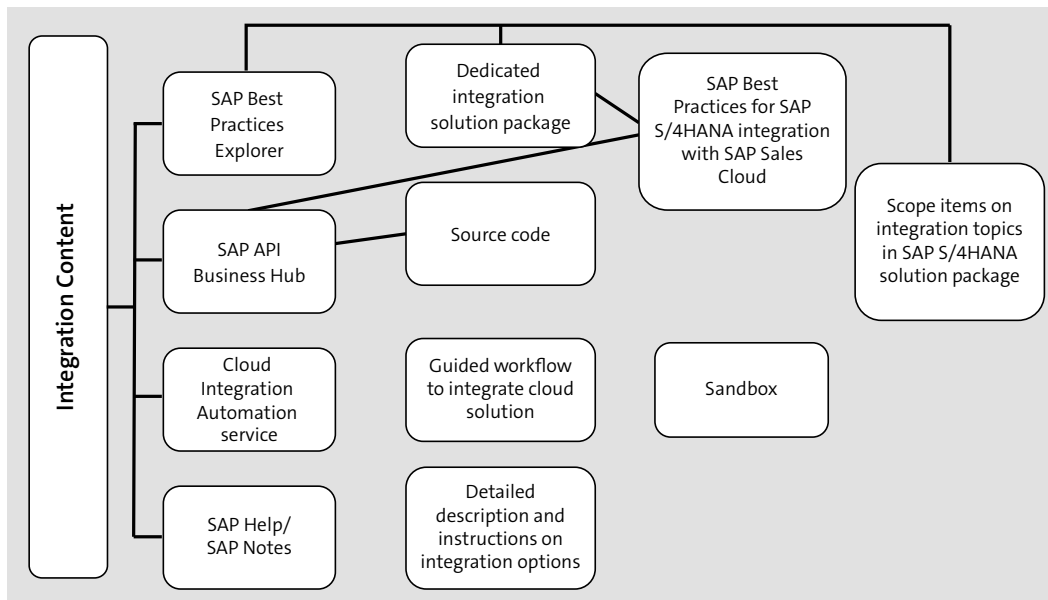 Integration Content
SAP Best
Practices
Explorer
Dedicated
integration
solution package
SAP Best
Practices for SAP
S/4HANA integration
with SAP Sales
Cloud
Scope items on
integration topics
in SAP S/4HANA
solution package
SAP API
Business Hub
Source code
Cloud
Integration
Automation
service
Guided workflow
to integrate cloud
solution
Sandbox
SAP Help/
SAP Notes
Detailed
description and
instructions on
integration options